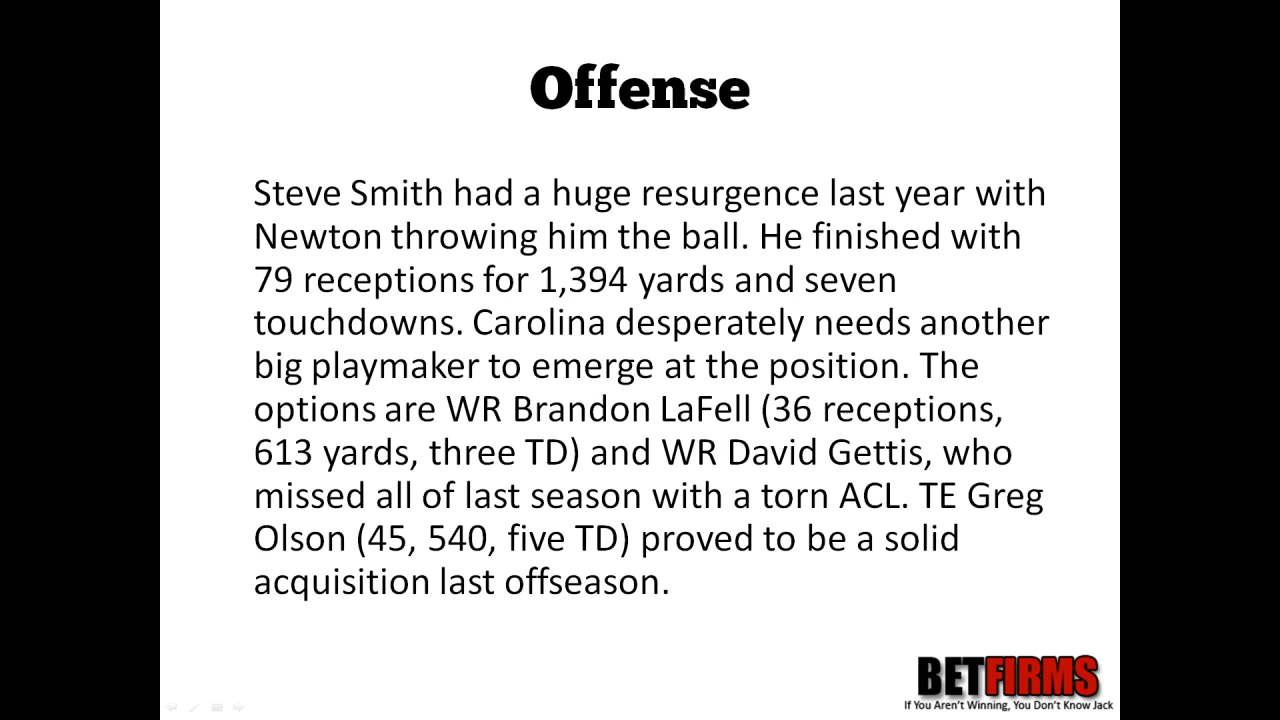 Offense
Steve Smith had a huge resurgence last year with
Newton throwing him the ball. He finished with
79 receptions for 1,394 yards and seven
touchdowns. Carolina desperately needs another
big playmaker to emerge at the position. The
options are WR Brandon LaFell (36 receptions,
613 yards, three TD) and WR David Gettis, who
missed all of last season with a torn ACL. TE Greg
Olson (45, 540, five TD) proved to be a solid
acquisition last offseason.
BETFIRMS
If You Aren't Winning, You Don't Know Jack